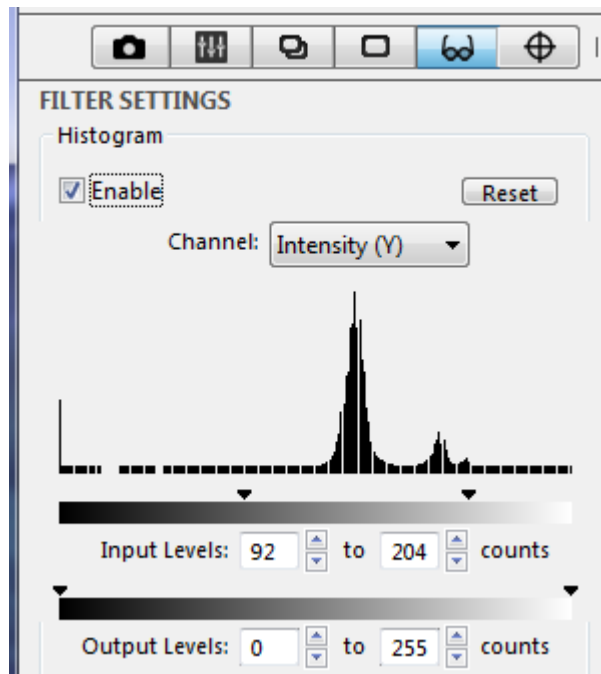 FILTER SETTINGS
Histogram
Enable Reset
Channel: Intensity (Y)
Input Levels: 92 to 204 counts
Output Levels: 0 to 255 counts